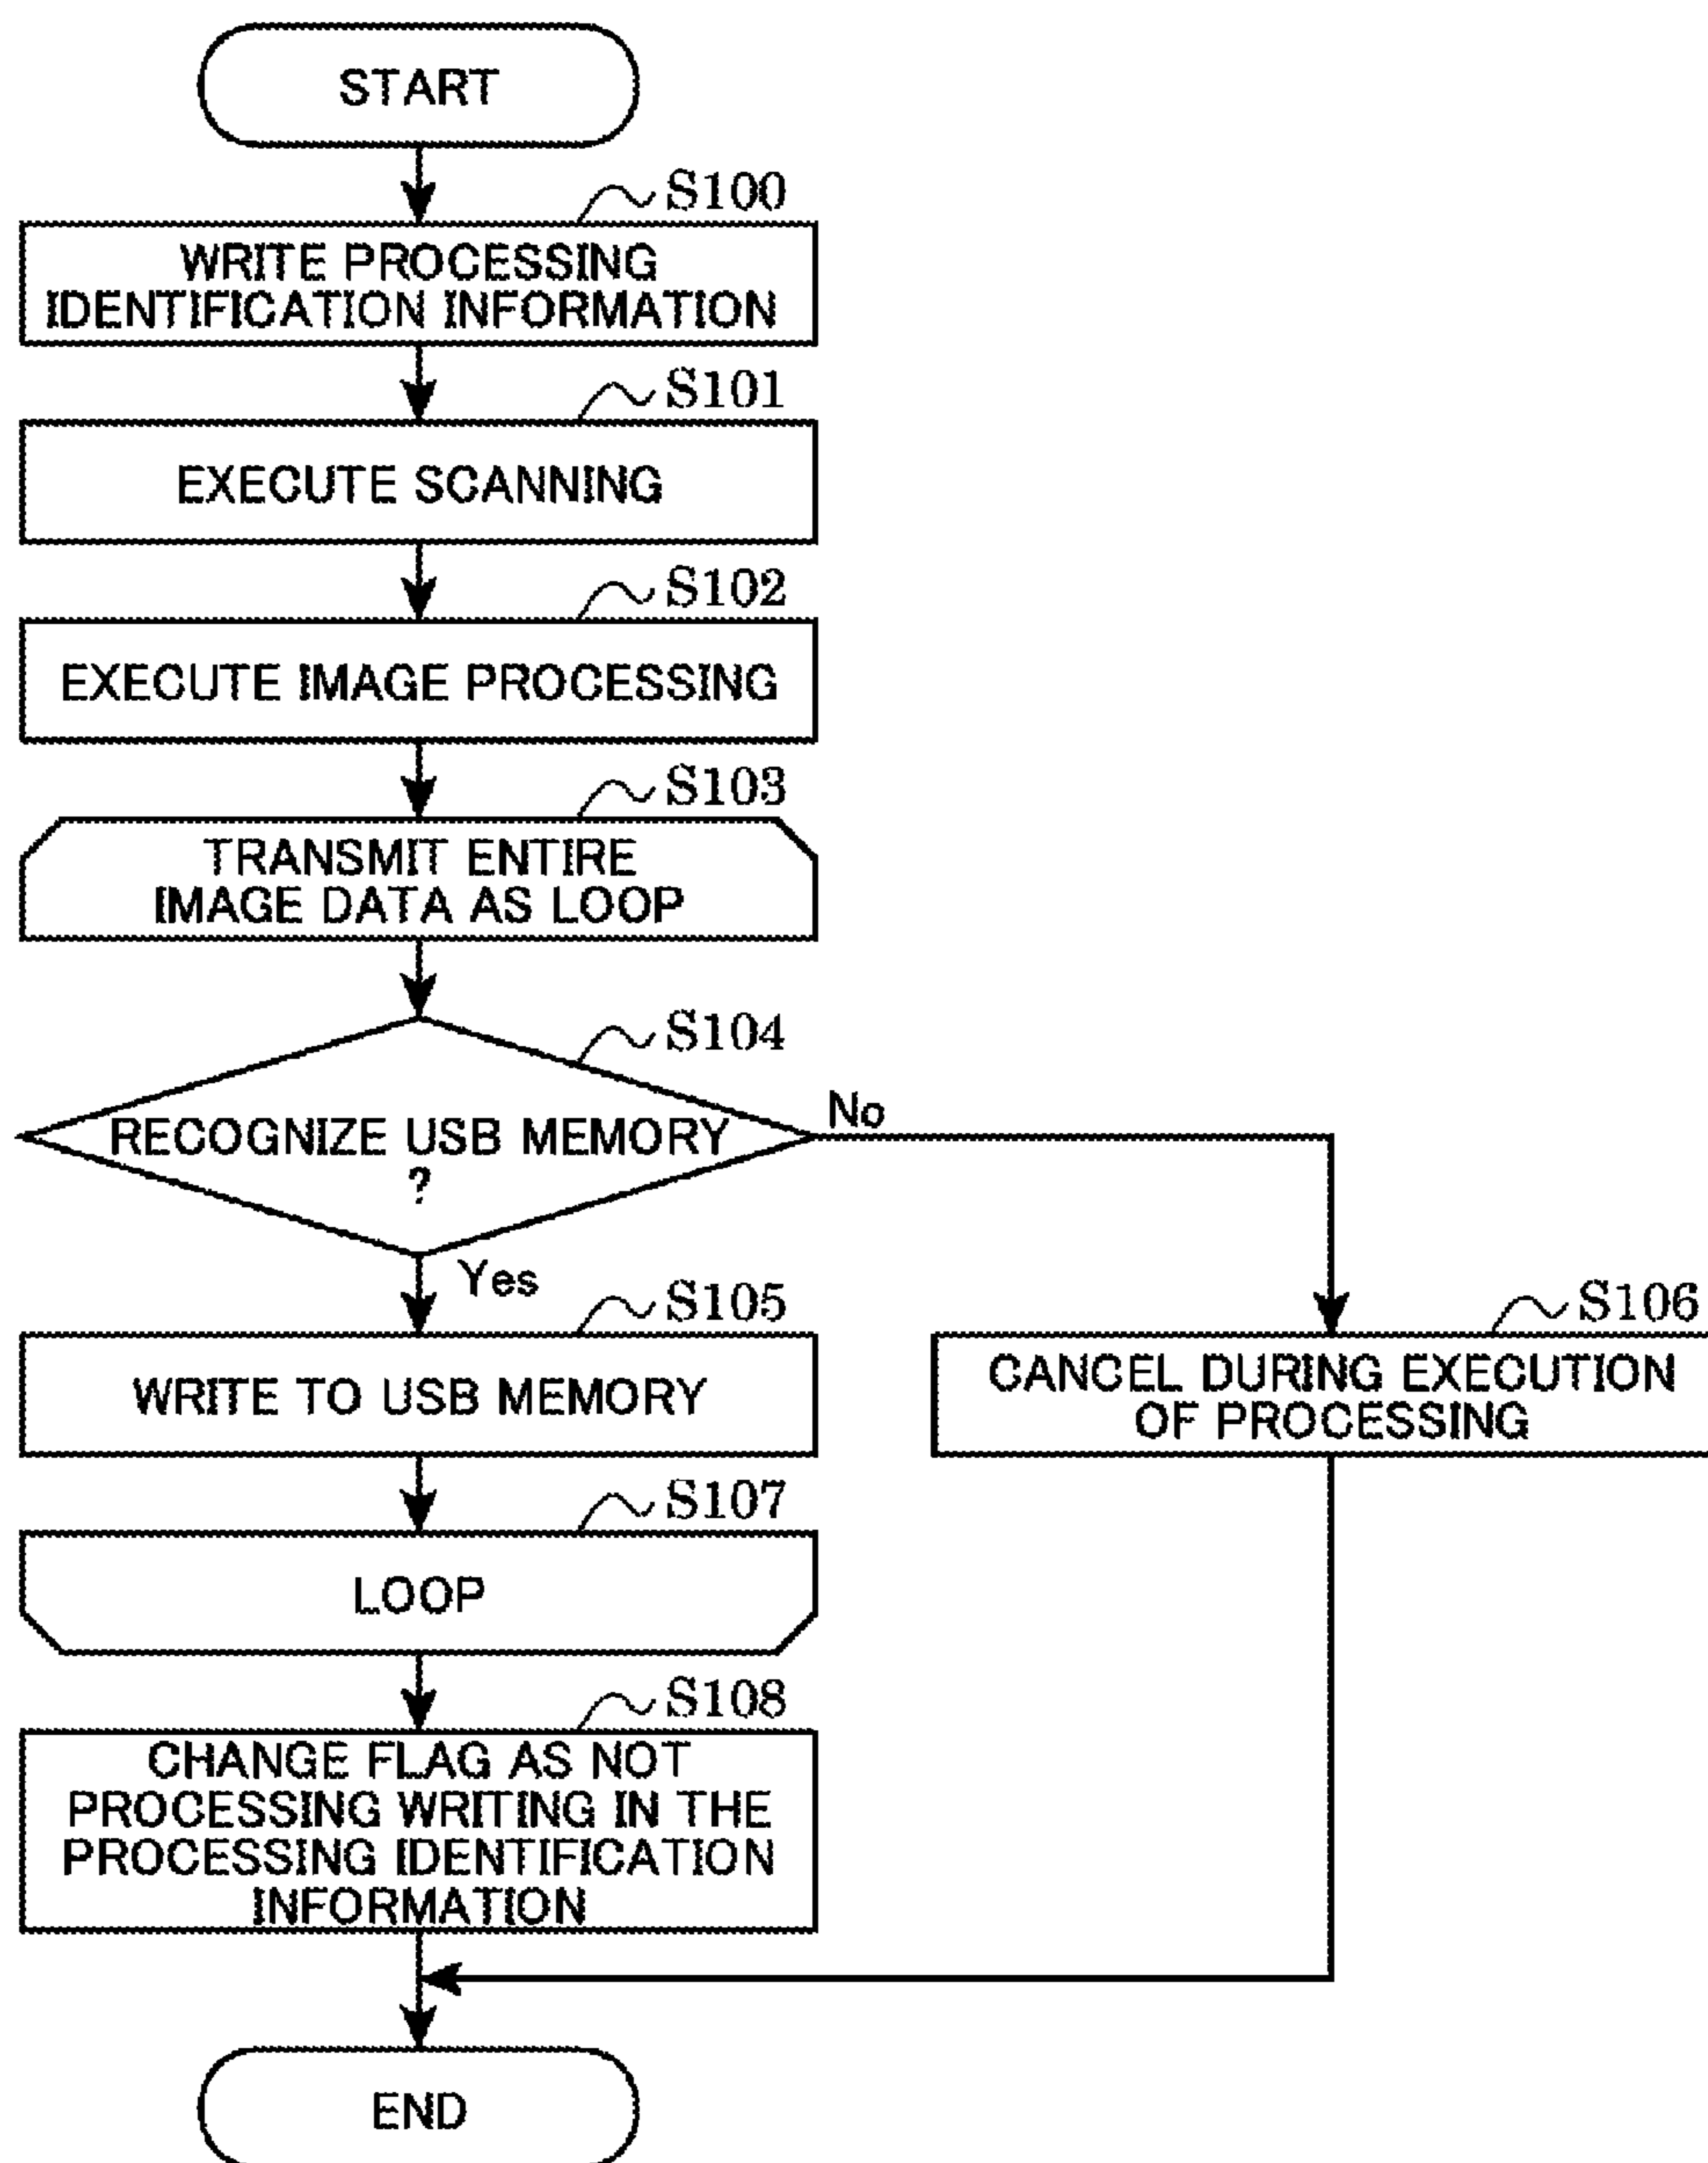 START
S100
WRITE PROCESSING
IDENTIFICATION INFORMATION
S101
EXECUTE SCANNING
S102
EXECUTE IMAGE PROCESSING
S103
TRANSMIT ENTIRE
IMAGE DATA AS LOOP
S104
RECOGNIZE USB MEMORY
?
No
Yes
S105
WRITE TO USB MEMORY
S106
CANCEL DURING EXECUTION
OF PROCESSING
S107
LOOP
S108
CHANGE FLAG AS NOT
PROCESSING WRITING IN THE
PROCESSING IDENTIFICATION
INFORMATION
END